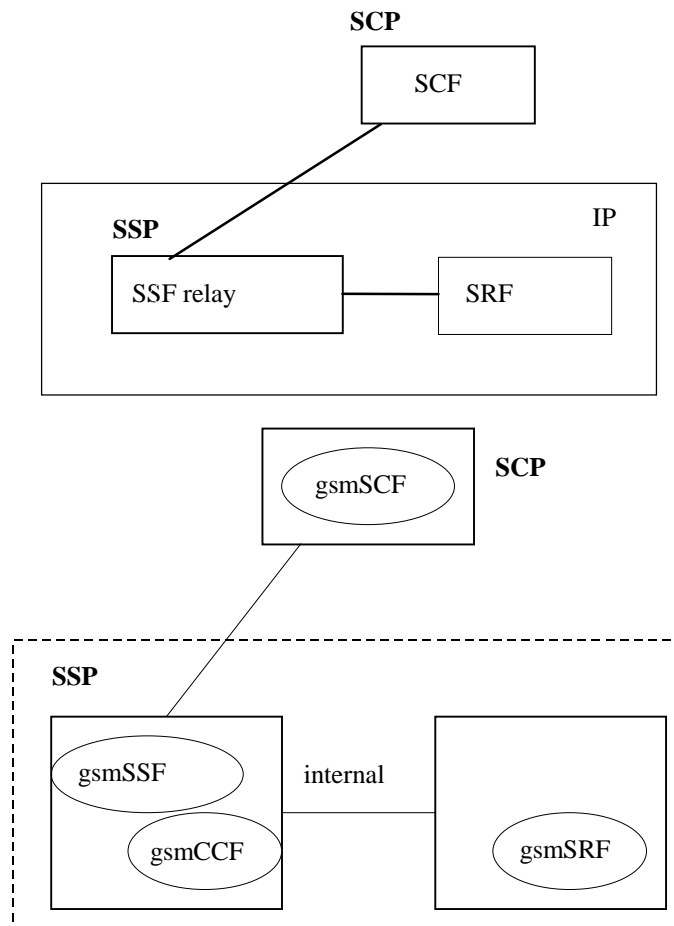 SCP
SCF
IP
SSP
SSF relay
SRF
SCP
gsmSCF
SSP
gsmSSF
internal
gsmCCF
gsmSRF